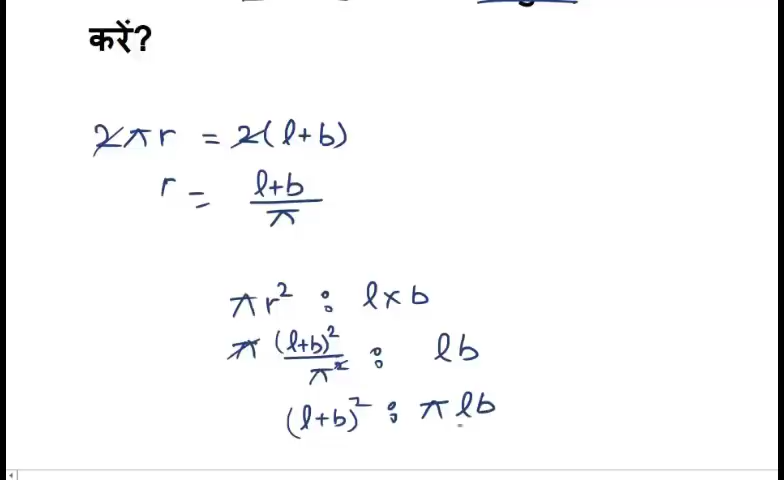 करें?
2πr = 2(l+b)
r = (l+b)/π
πr² : l×b
π (l+b)²/π² : lb
(l+b)² : πlb